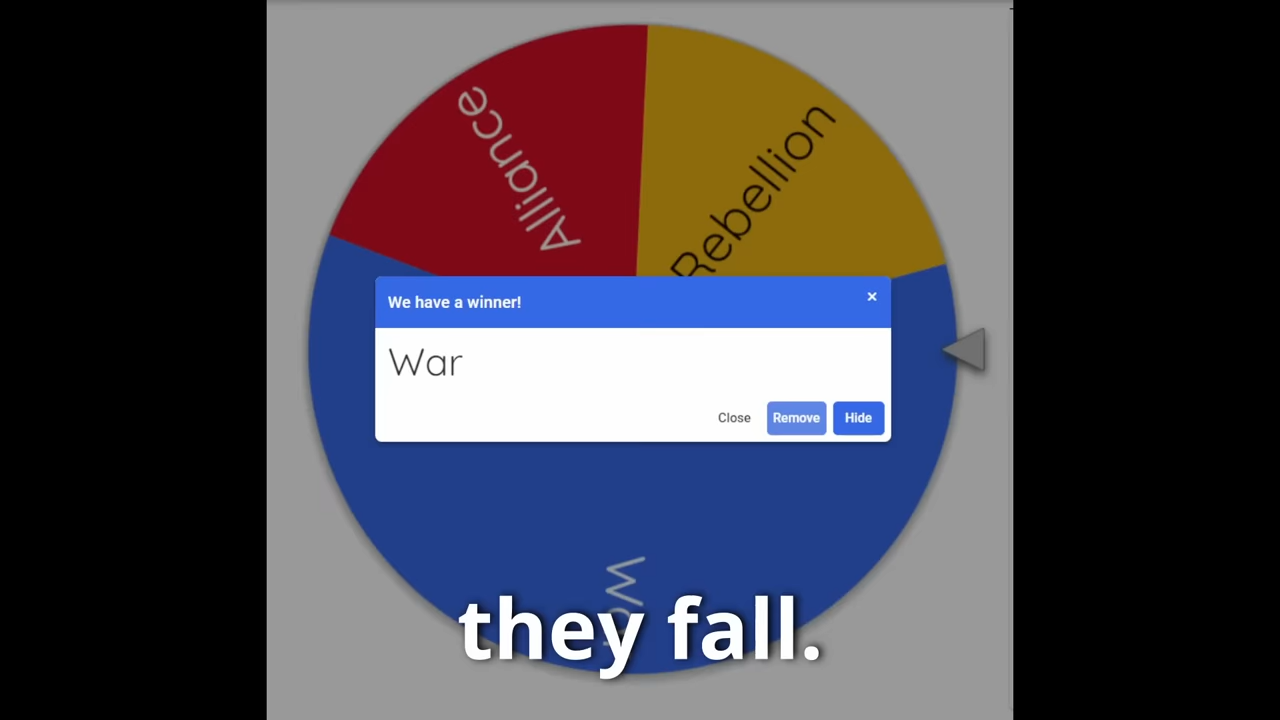 Alliance
Rebellion
We have a winner!
×
War
Close
Remove
Hide
they fall.